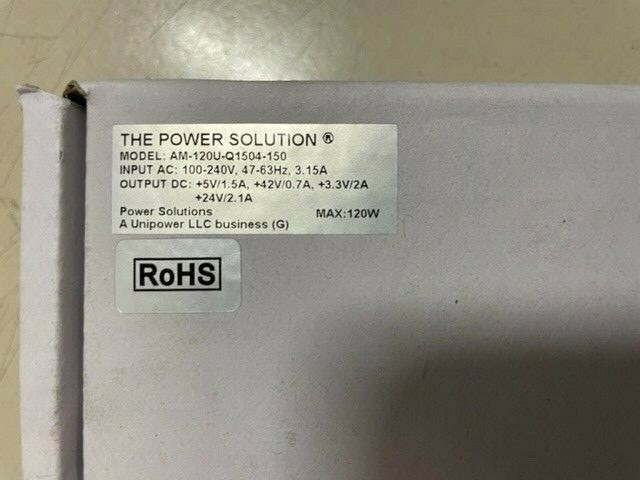 THE POWER SOLUTION ®
MODEL: AM-120U-Q1504-150
INPUT AC: 100-240V, 47-63Hz, 3.15A
OUTPUT DC: +5V/1.5A, +42V/0.7A, +3.3V/2A
+24V/2.1A
Power Solutions MAX:120W
A Unipower LLC business (G)
RoHS